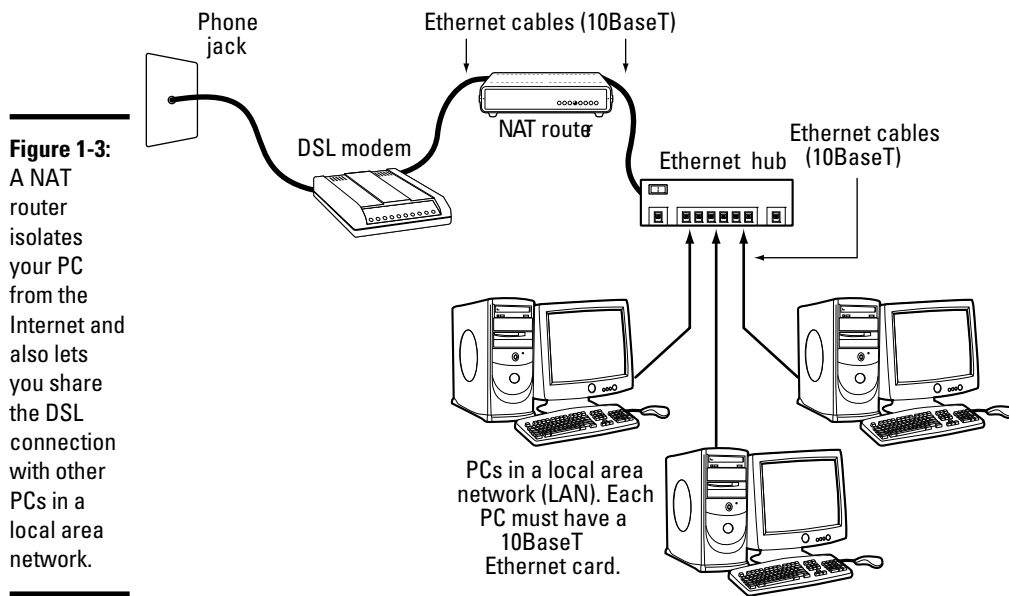 Phone
jack
Ethernet cables (10BaseT)
NAT router
DSL modem
Ethernet hub
Ethernet cables
(10BaseT)
Figure 1-3:
A NAT
router
isolates
your PC
from the
Internet and
also lets
you share
the DSL
connection
with other
PCs in a
local area
network.
PCs in a local area
network (LAN). Each
PC must have a
10BaseT
Ethernet card.